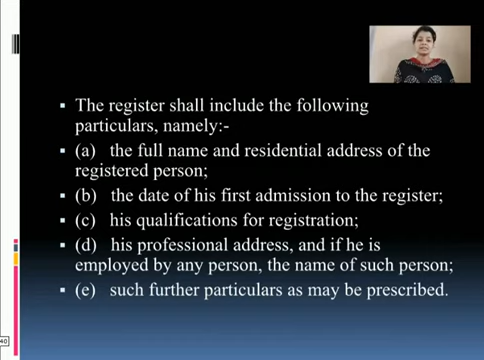 The register shall include the following
particulars, namely:-
(a) the full name and residential address of the
registered person;
(b) the date of his first admission to the register;
(c) his qualifications for registration;
(d) his professional address, and if he is
employed by any person, the name of such person;
(e) such further particulars as may be prescribed.
40